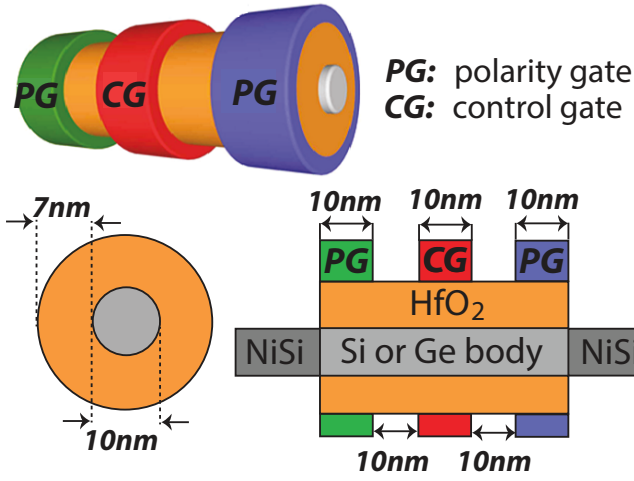 PG CG PG
PG: polarity gate
CG: control gate
7nm
10nm
10nm 10nm 10nm
PG CG PG
HfO₂
NiSi Si or Ge body NiS
10nm 10nm